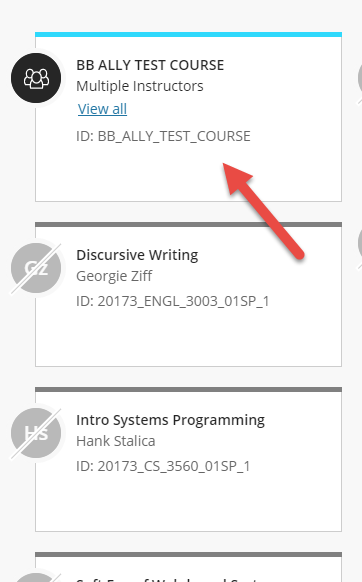 BB ALLY TEST COURSE
Multiple Instructors
View all
ID: BB_ALLY_TEST_COURSE
Gz
Discursive Writing
Georgie Ziff
ID: 20173_ENGL_3003_01SP_1
Hs
Intro Systems Programming
Hank Stalica
ID: 20173_CS_3560_01SP_1